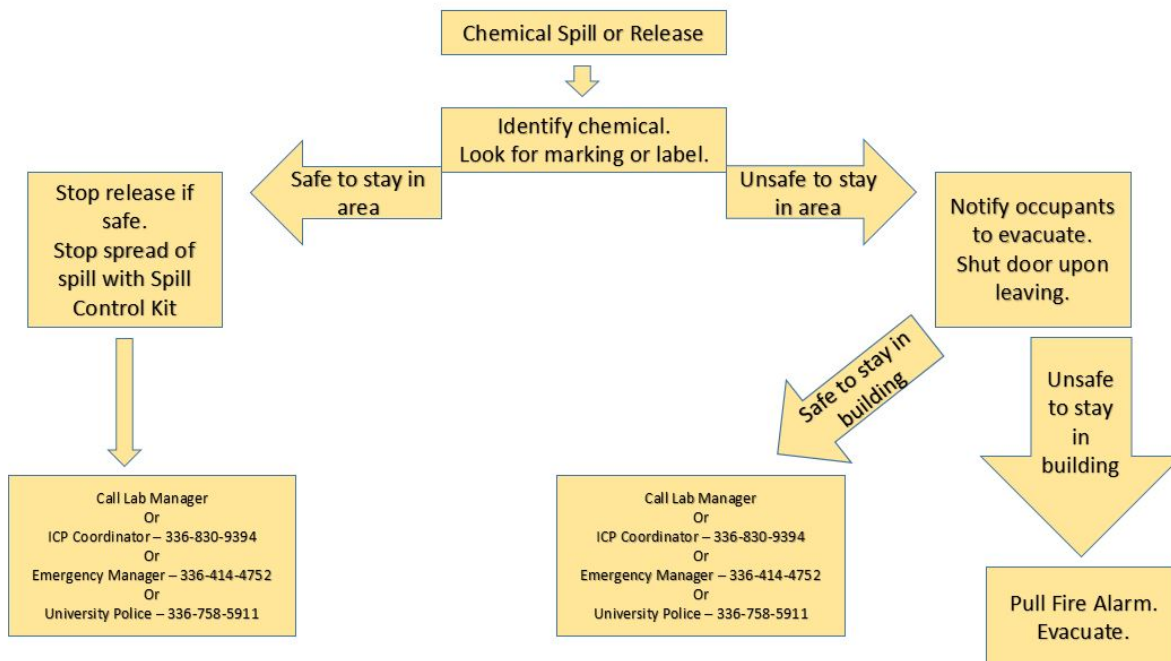 Chemical Spill or Release
Identify chemical.
Look for marking or label.
Safe to stay in
area
Unsafe to stay
in area
Stop release if
safe.
Stop spread of
spill with Spill
Control Kit
Notify occupants
to evacuate.
Shut door upon
leaving.
Safe to stay in
building
Unsafe
to stay
in
building
Call Lab Manager
Or
ICP Coordinator – 336-830-9394
Or
Emergency Manager – 336-414-4752
Or
University Police – 336-758-5911
Call Lab Manager
Or
ICP Coordinator – 336-830-9394
Or
Emergency Manager – 336-414-4752
Or
University Police – 336-758-5911
Pull Fire Alarm.
Evacuate.